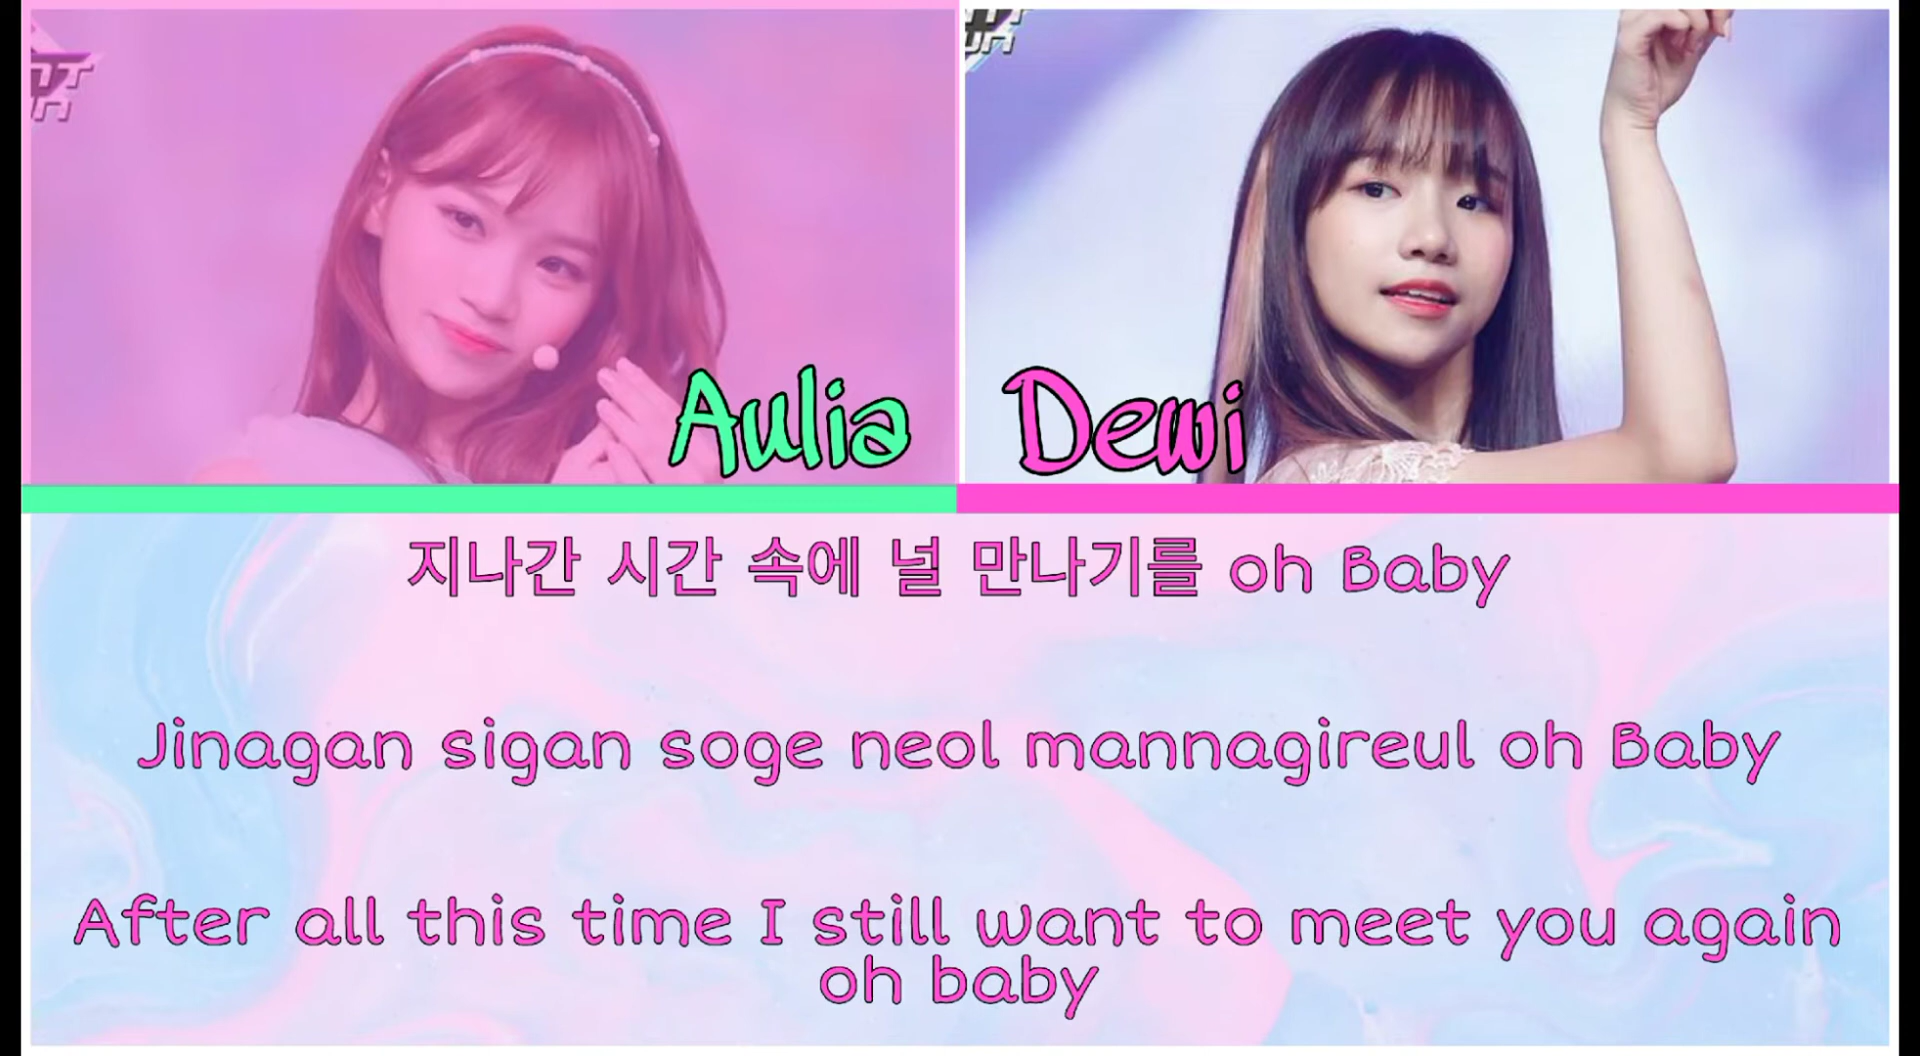 Aulia
Dewi
지나간 시간 속에 널 만나기를 oh Baby
Jinagan sigan soge neol mannagireul oh Baby
After all this time I still want to meet you again
oh baby